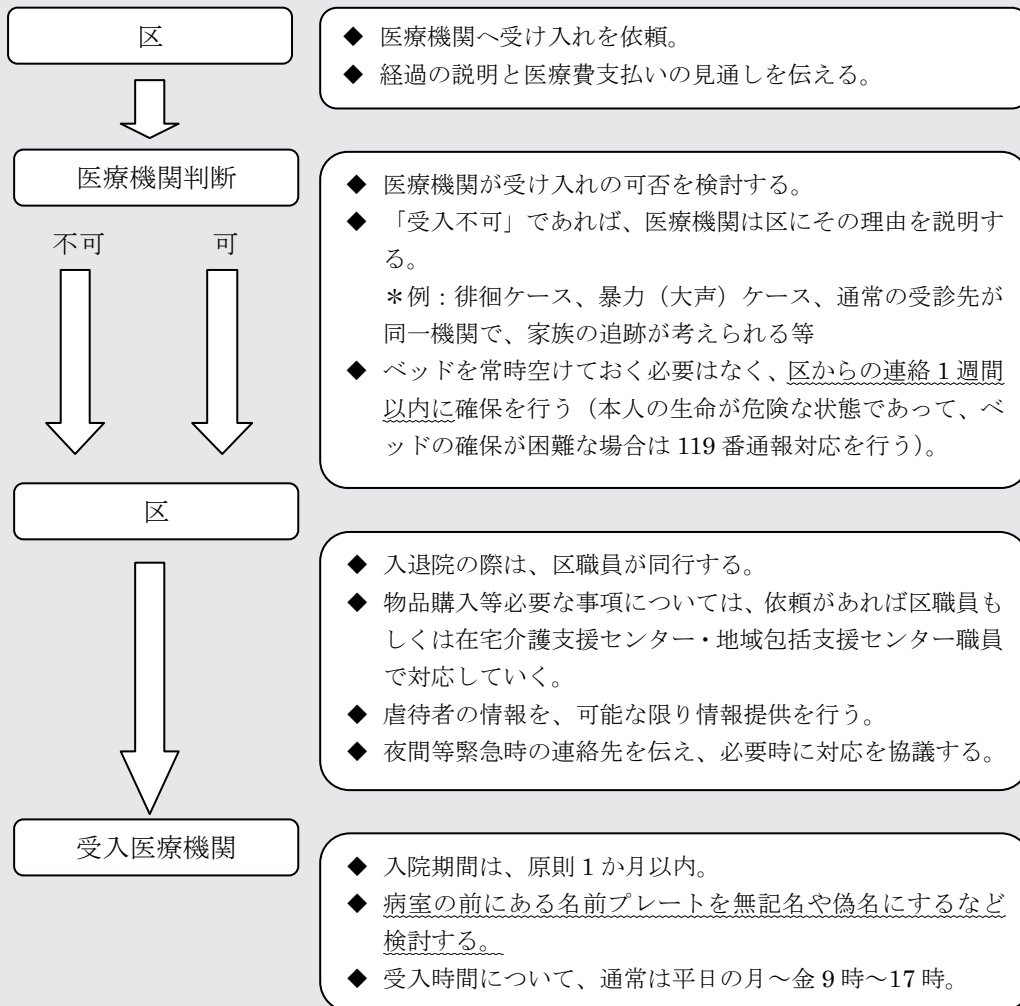 区
◆ 医療機関へ受け入れを依頼。
◆ 経過の説明と医療費支払いの見通しを伝える。
医療機関判断
不可 可
◆ 医療機関が受け入れの可否を検討する。
◆ 「受入不可」であれば、医療機関は区にその理由を説明す
る。
＊例：徘徊ケース、暴力（大声）ケース、通常の受診先が
同一機関で、家族の追跡が考えられる等
◆ ベッドを常時空けておく必要はなく、区からの連絡 1 週間
以内に確保を行う（本人の生命が危険な状態であって、ベ
ッドの確保が困難な場合は 119 番通報対応を行う）。
区
◆ 入退院の際は、区職員が同行する。
◆ 物品購入等必要な事項については、依頼があれば区職員も
しくは在宅介護支援センター・地域包括支援センター職員
で対応していく。
◆ 虐待者の情報を、可能な限り情報提供を行う。
◆ 夜間等緊急時の連絡先を伝え、必要時に対応を協議する。
受入医療機関
◆ 入院期間は、原則 1 か月以内。
◆ 病室の前にある名前プレートを無記名や偽名にするなど
検討する。
◆ 受入時間について、通常は平日の月～金 9 時～17 時。